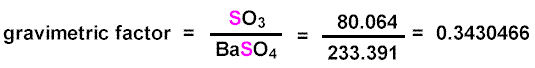 gravimetric factor = SO₃ / BaSO₄ = 80.064 / 233.391 = 0.3430466